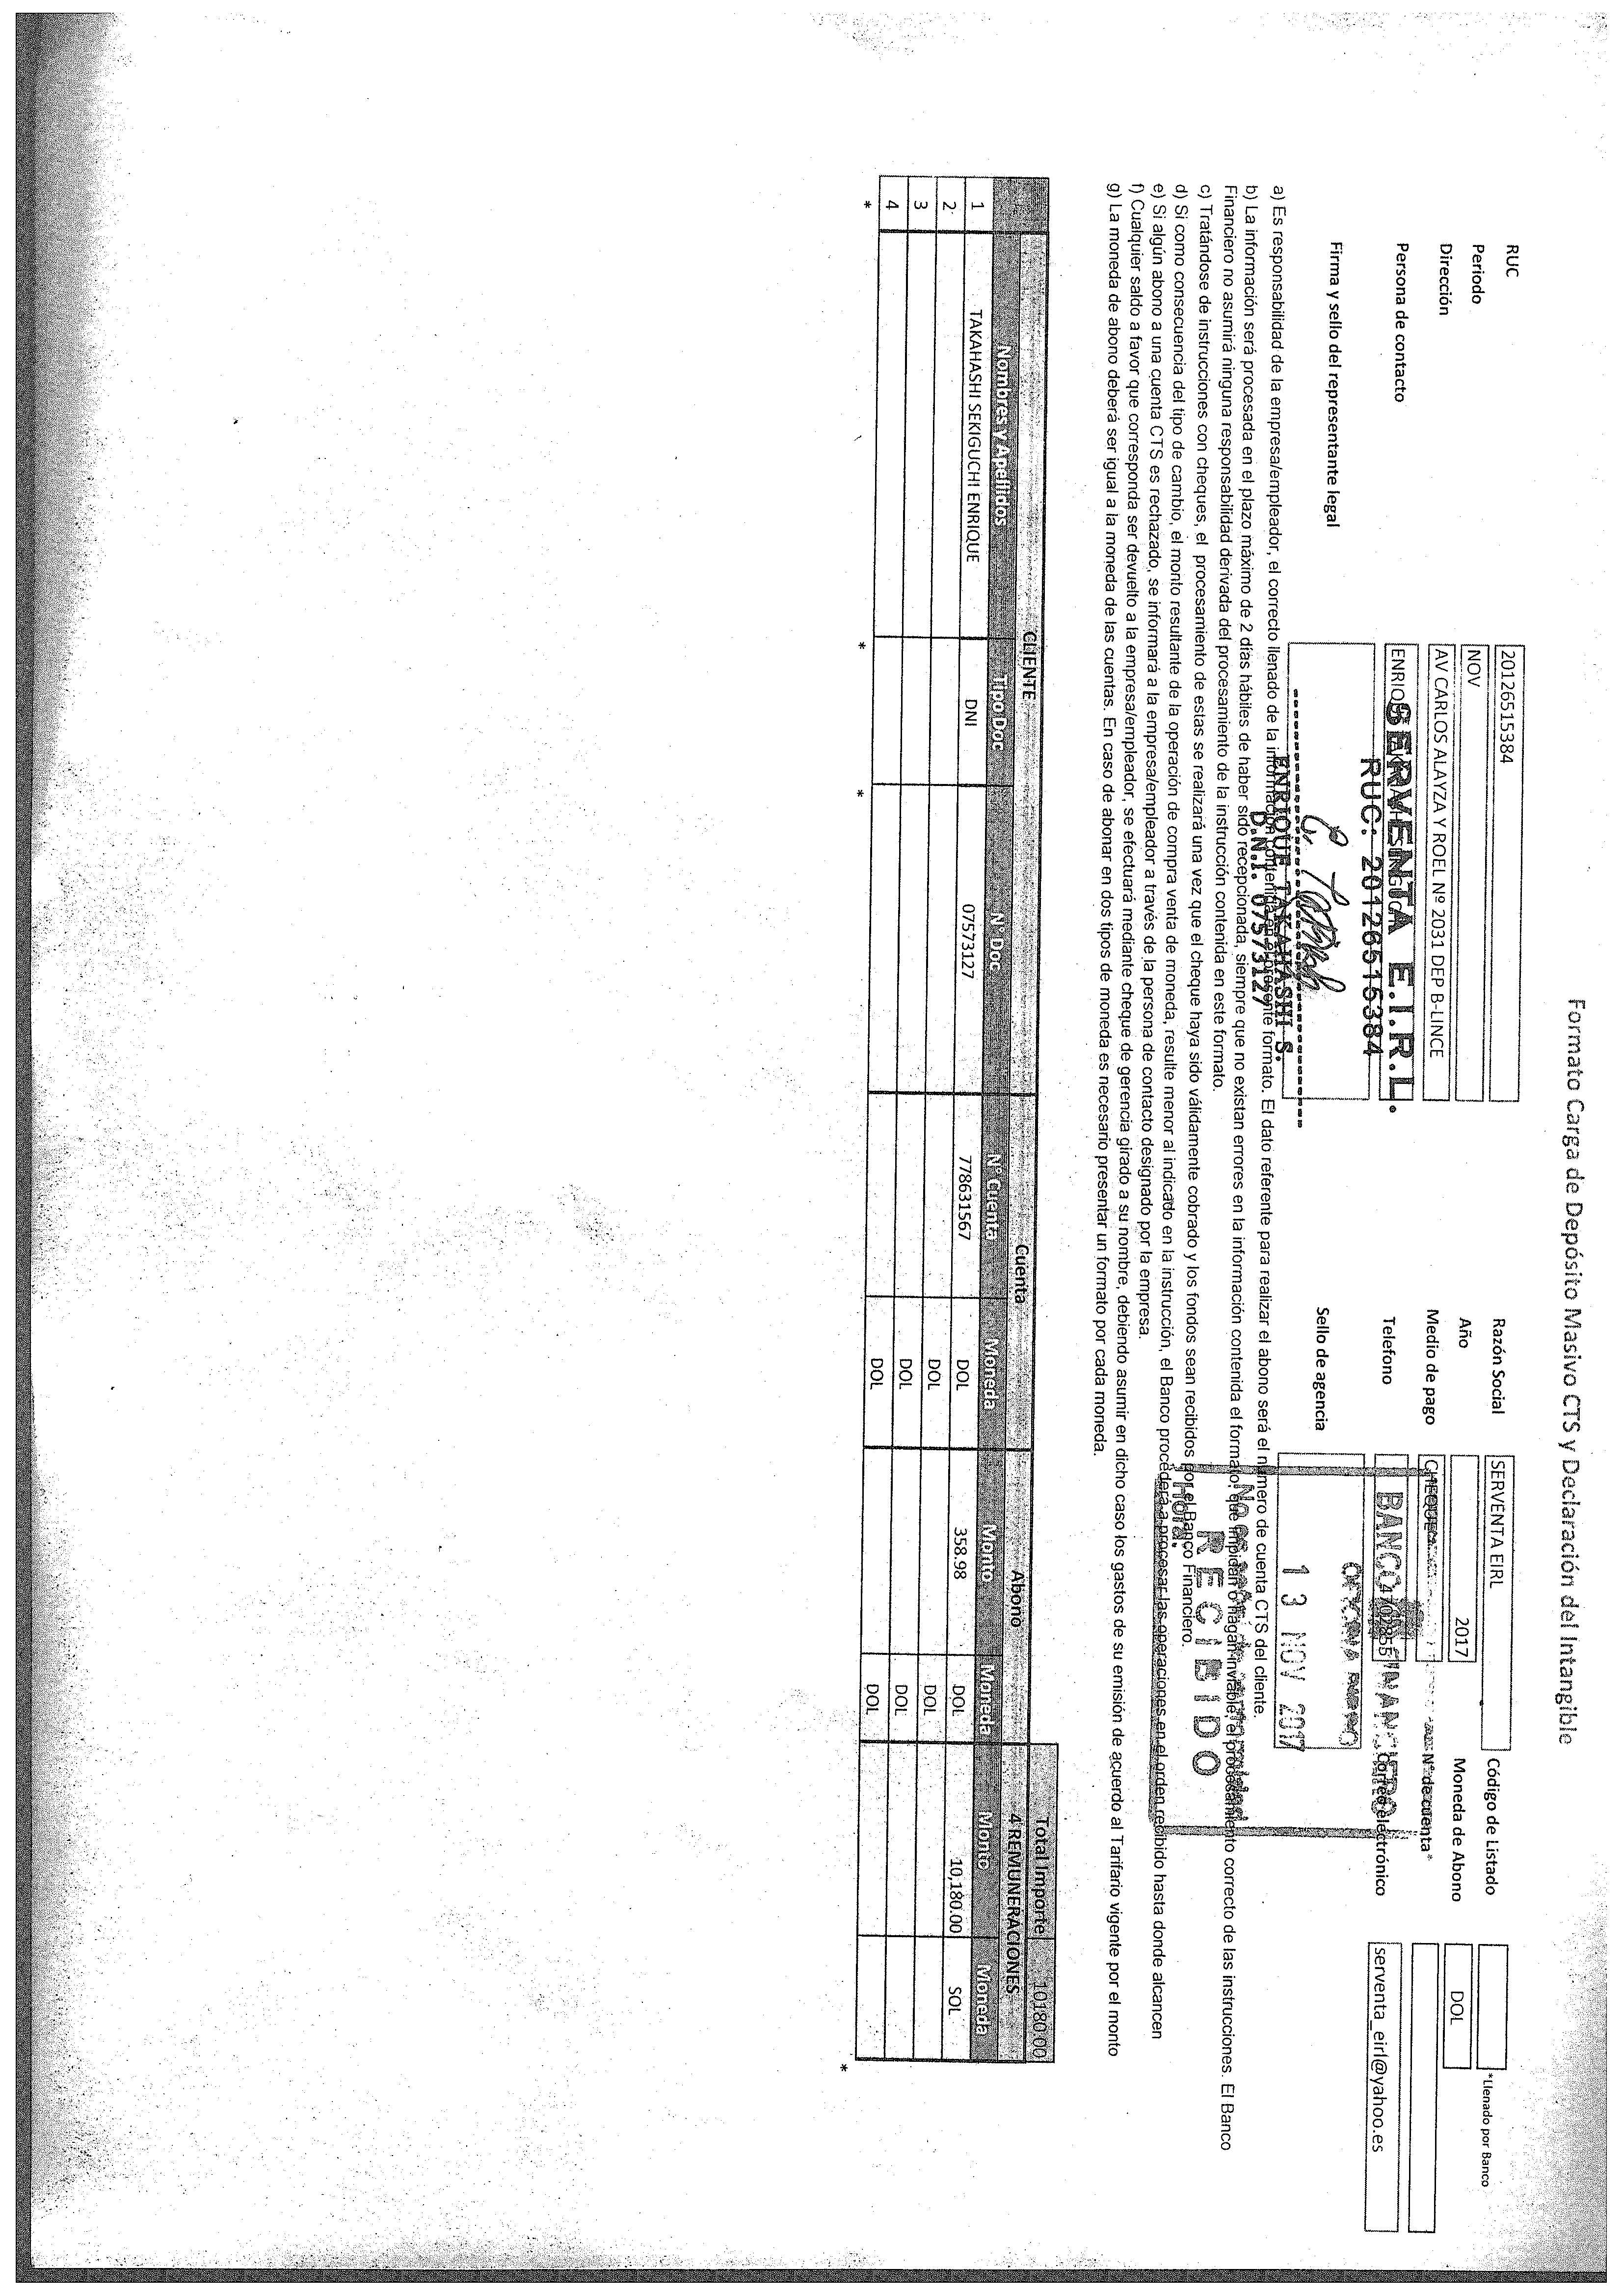 Formato Carga de Depósito Masivo CTS y Declaración del Intangible
RUC 20126515384 Razón Social SERVENTA EIRL Código de Listado *Llenado por Banco
Periodo NOV Año 2017 Moneda de Abono DOL
Dirección AV CARLOS ALAYZA Y ROEL Nº 2031 DEP B-LINCE Medio de pago CHEQUE N° de cuenta*
Persona de contacto ENRIQUE Telefono 4702855 Correo electrónico serventa_eirl@yahoo.es
SERVENTA E.I.R.L.
RUC: 20126515384
BANCO FINANCIERO
Firma y sello del representante legal Sello de agencia
13 NOV 2017
ENRIQUE TAKAHASHI S.
D.N.I. 07573127
RECIBIDO
Hora:
a) Es responsabilidad de la empresa/empleador, el correcto llenado de la información contenida en el presente formato. El dato referente para realizar el abono será el número de cuenta CTS del cliente.
b) La información será procesada en el plazo máximo de 2 días hábiles de haber sido recepcionada, siempre que no existan errores en la información contenida el formato, que impidan o hagan inviable, el procesamiento correcto de las instrucciones. El Banco
Financiero no asumirá ninguna responsabilidad derivada del procesamiento de la instrucción contenida en este formato.
c) Tratándose de instrucciones con cheques, el procesamiento de estas se realizará una vez que el cheque haya sido válidamente cobrado y los fondos sean recibidos por el Banco Financiero.
d) Si como consecuencia del tipo de cambio, el monto resultante de la operación de compra venta de moneda, resulte menor al indicado en la instrucción, el Banco procederá a procesar las operaciones en el orden recibido hasta donde alcancen
e) Si algún abono a una cuenta CTS es rechazado, se informará a la empresa/empleador a través de la persona de contacto designado por la empresa.
f) Cualquier saldo a favor que corresponda ser devuelto a la empresa/empleador, se efectuará mediante cheque de gerencia girado a su nombre, debiendo asumir en dicho caso los gastos de su emisión de acuerdo al Tarifario vigente por el monto
g) La moneda de abono deberá ser igual a la moneda de las cuentas. En caso de abonar en dos tipos de moneda es necesario presentar un formato por cada moneda.
Total Importe 10180.00
CLIENTE Cuenta Abono 4 REMUNERACIONES
Nombres y Apellidos Tipo Doc N° Doc N° Cuenta Moneda Monto Moneda Monto Moneda
1 TAKAHASHI SEKIGUCHI ENRIQUE DNI 07573127 778631567 DOL 358.98 DOL 10,180.00 SOL
2 DOL DOL
3 DOL DOL
4 DOL DOL
* * * *